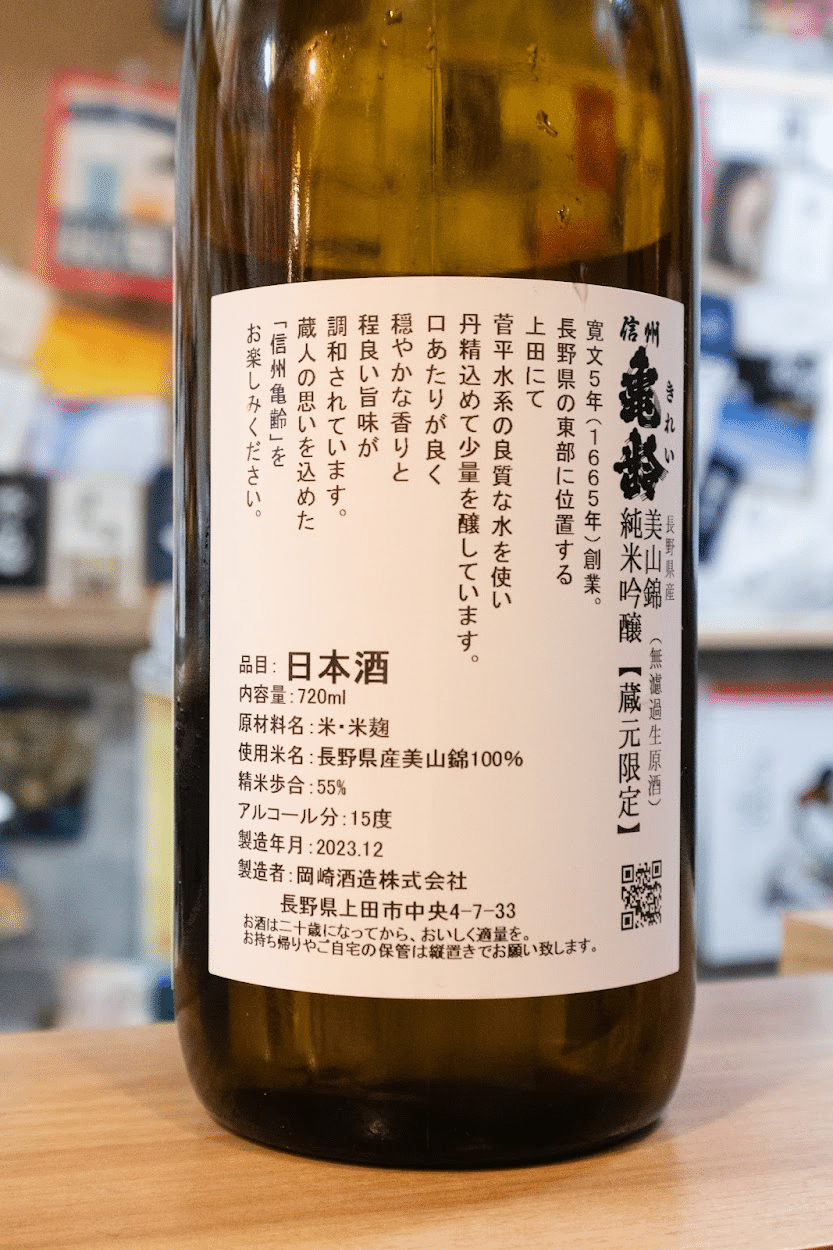 信州
亀齢
きれい
長野県産
美山錦
(無濾過生原酒)
純米吟醸【蔵元限定】
寛文5年(1665年)創業。
長野県の東部に位置する
上田にて
菅平水系の良質な水を使い
丹精込めて少量を醸しています。
口あたりが良く
穏やかな香りと
程良い旨味が
調和されています。
蔵人の思いを込めた
「信州亀齢」を
お楽しみください。
品目:日本酒
内容量:720ml
原材料名:米・米麹
使用米名:長野県産美山錦100%
精米歩合:55%
アルコール分:15度
製造年月:2023.12
製造者:岡崎酒造株式会社
長野県上田市中央4-7-33
お酒は二十歳になってから、おいしく適量を。
お持ち帰りやご自宅の保管は縦置きでお願い致します。